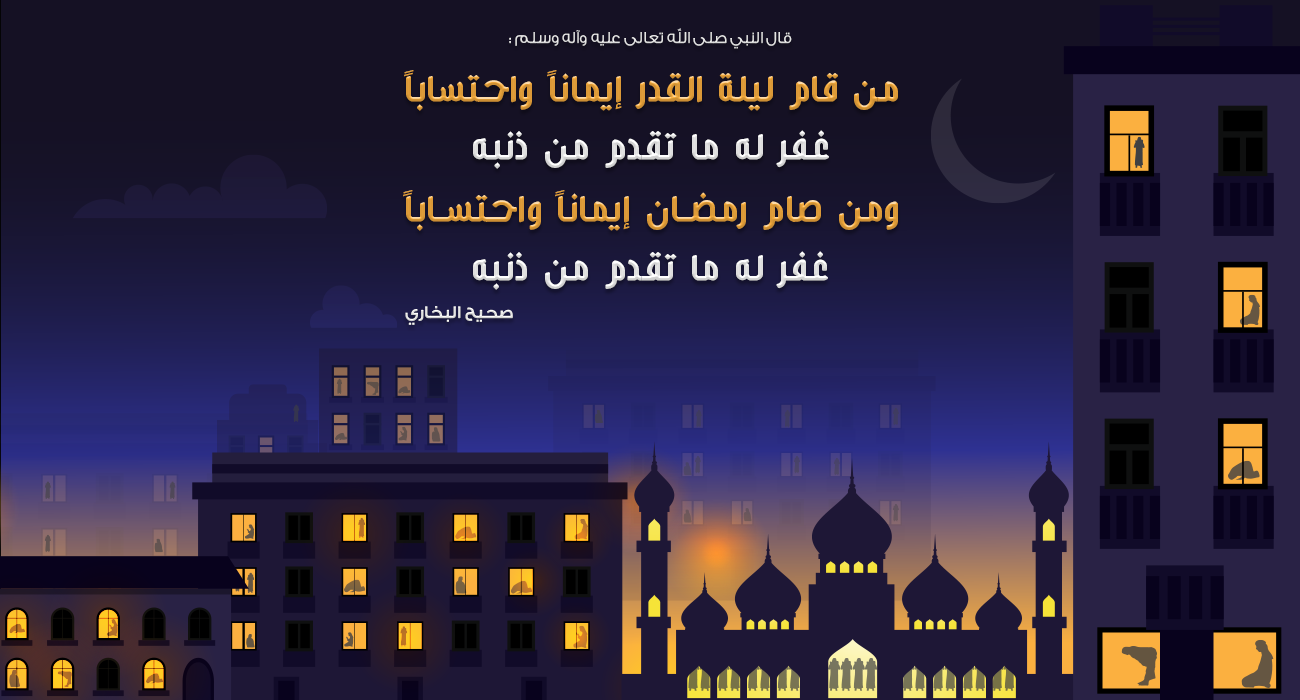 قال النبي صلى الله تعالى عليه وآله وسلم :
من قام ليلة القدر إيماناً واحتساباً
غفر له ما تقدم من ذنبه
ومن صام رمضان إيماناً واحتساباً
غفر له ما تقدم من ذنبه
صحيح البخاري